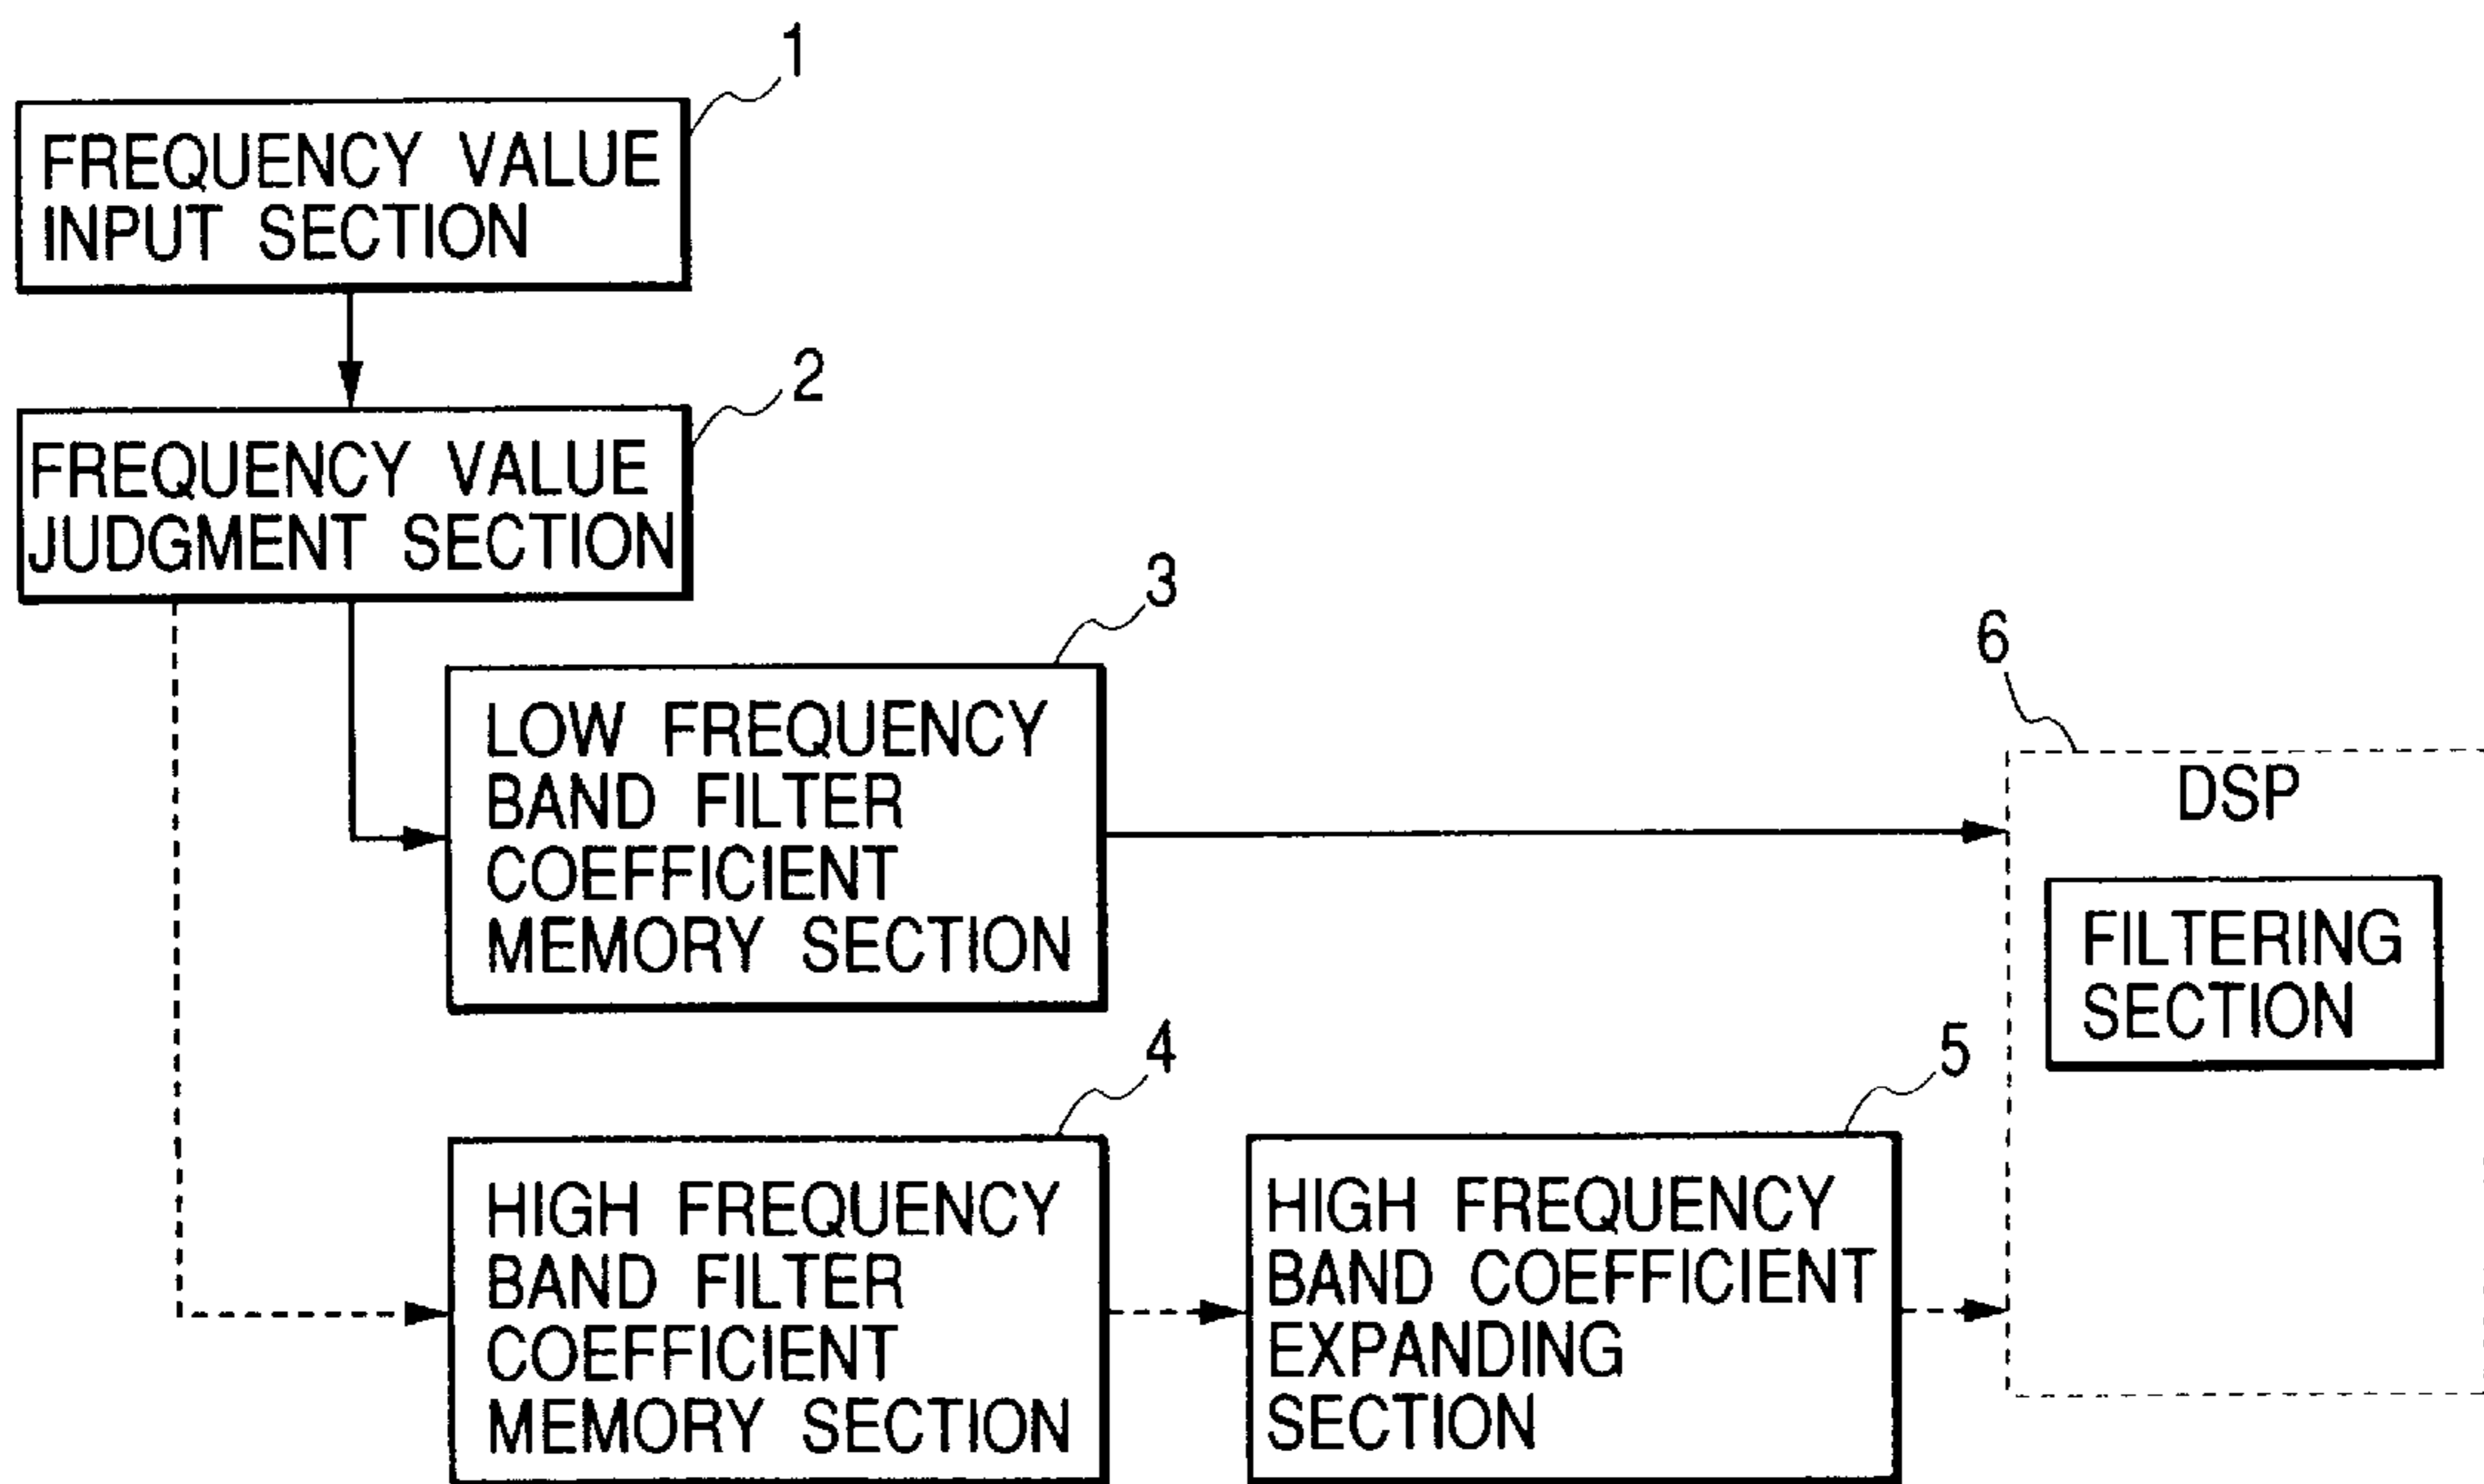 1
FREQUENCY VALUE
INPUT SECTION
2
FREQUENCY VALUE
JUDGMENT SECTION
3
LOW FREQUENCY
BAND FILTER
COEFFICIENT
MEMORY SECTION
6
DSP
FILTERING
SECTION
4
HIGH FREQUENCY
BAND FILTER
COEFFICIENT
MEMORY SECTION
5
HIGH FREQUENCY
BAND COEFFICIENT
EXPANDING
SECTION